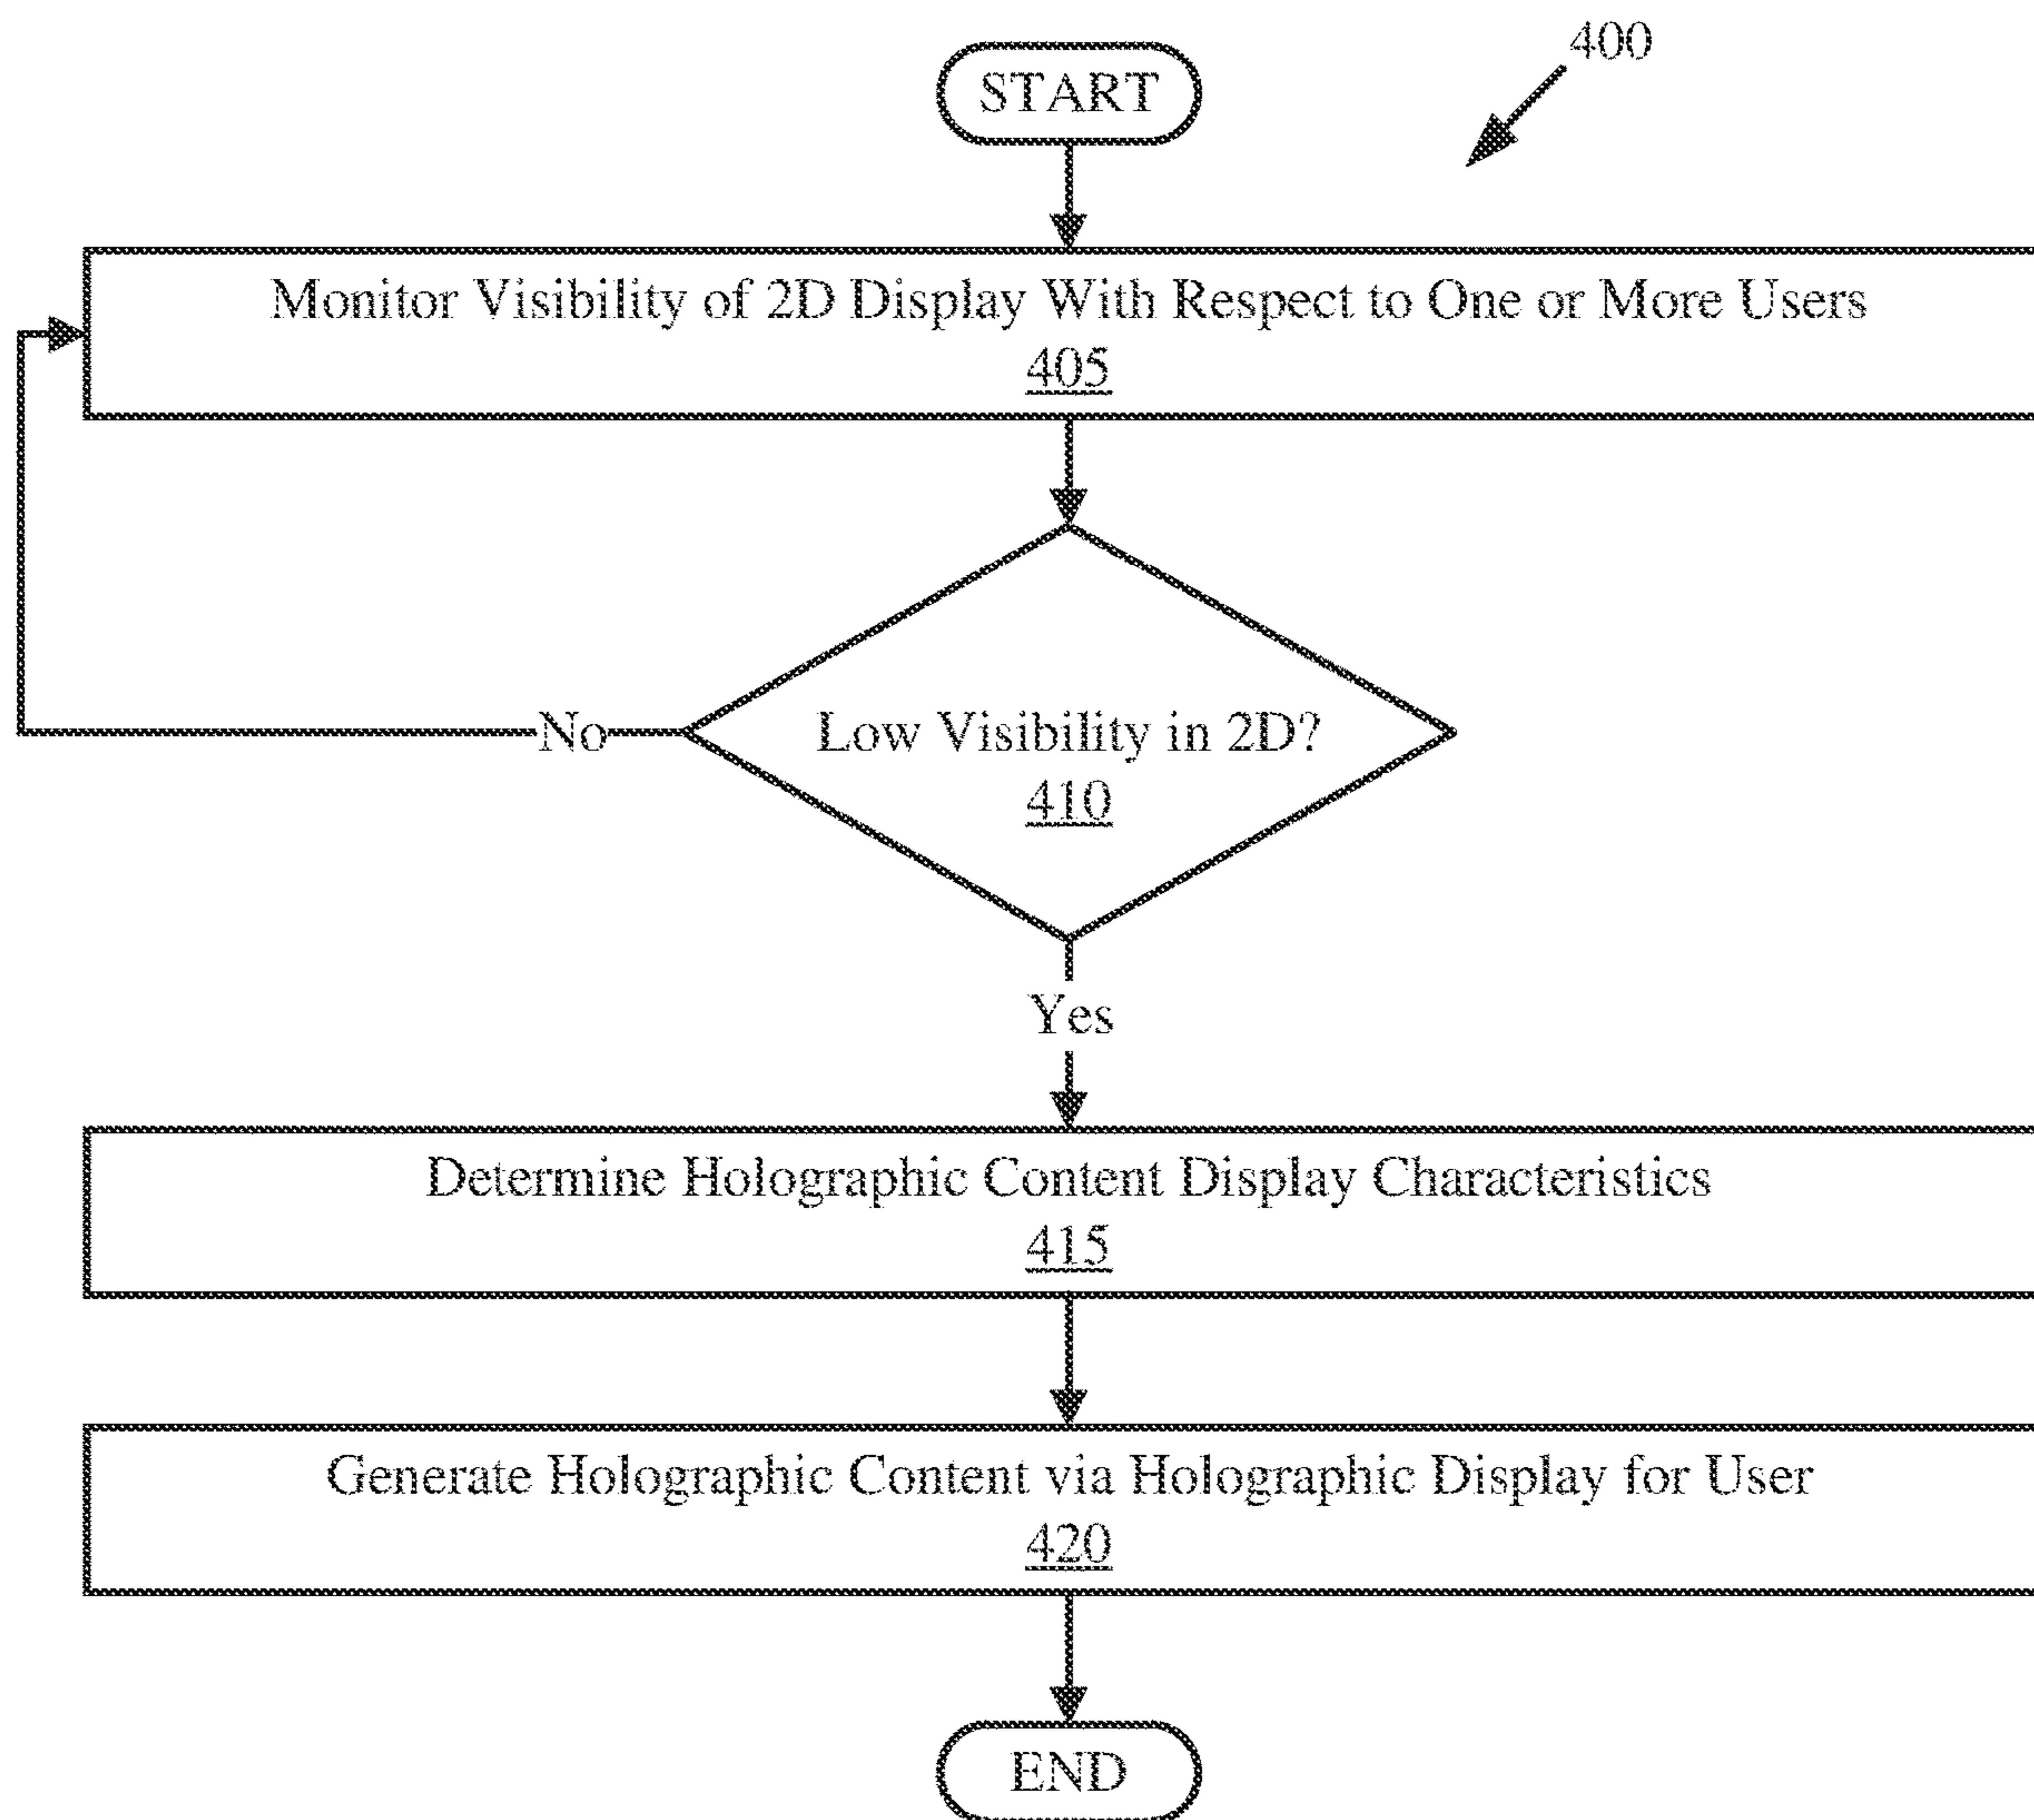 400
START
Monitor Visibility of 2D Display With Respect to One or More Users
405
Low Visibility in 2D?
410
No
Yes
Determine Holographic Content Display Characteristics
415
Generate Holographic Content via Holographic Display for User
420
END